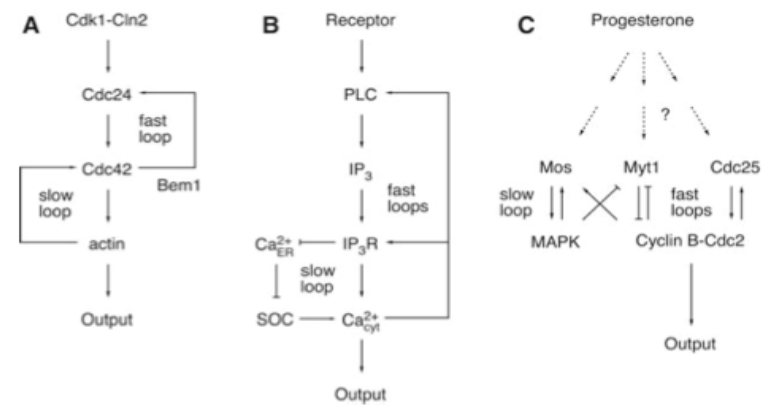 A
Cdk1-Cln2
Cdc24
fast
loop
Cdc42
Bem1
slow
loop
actin
Output
B
Receptor
PLC
IP3
fast
loops
Ca2+ER
IP3R
slow
loop
SOC
Ca2+cyt
Output
C
Progesterone
?
Mos
Myt1
Cdc25
slow
loop
fast
loops
MAPK
Cyclin B-Cdc2
Output